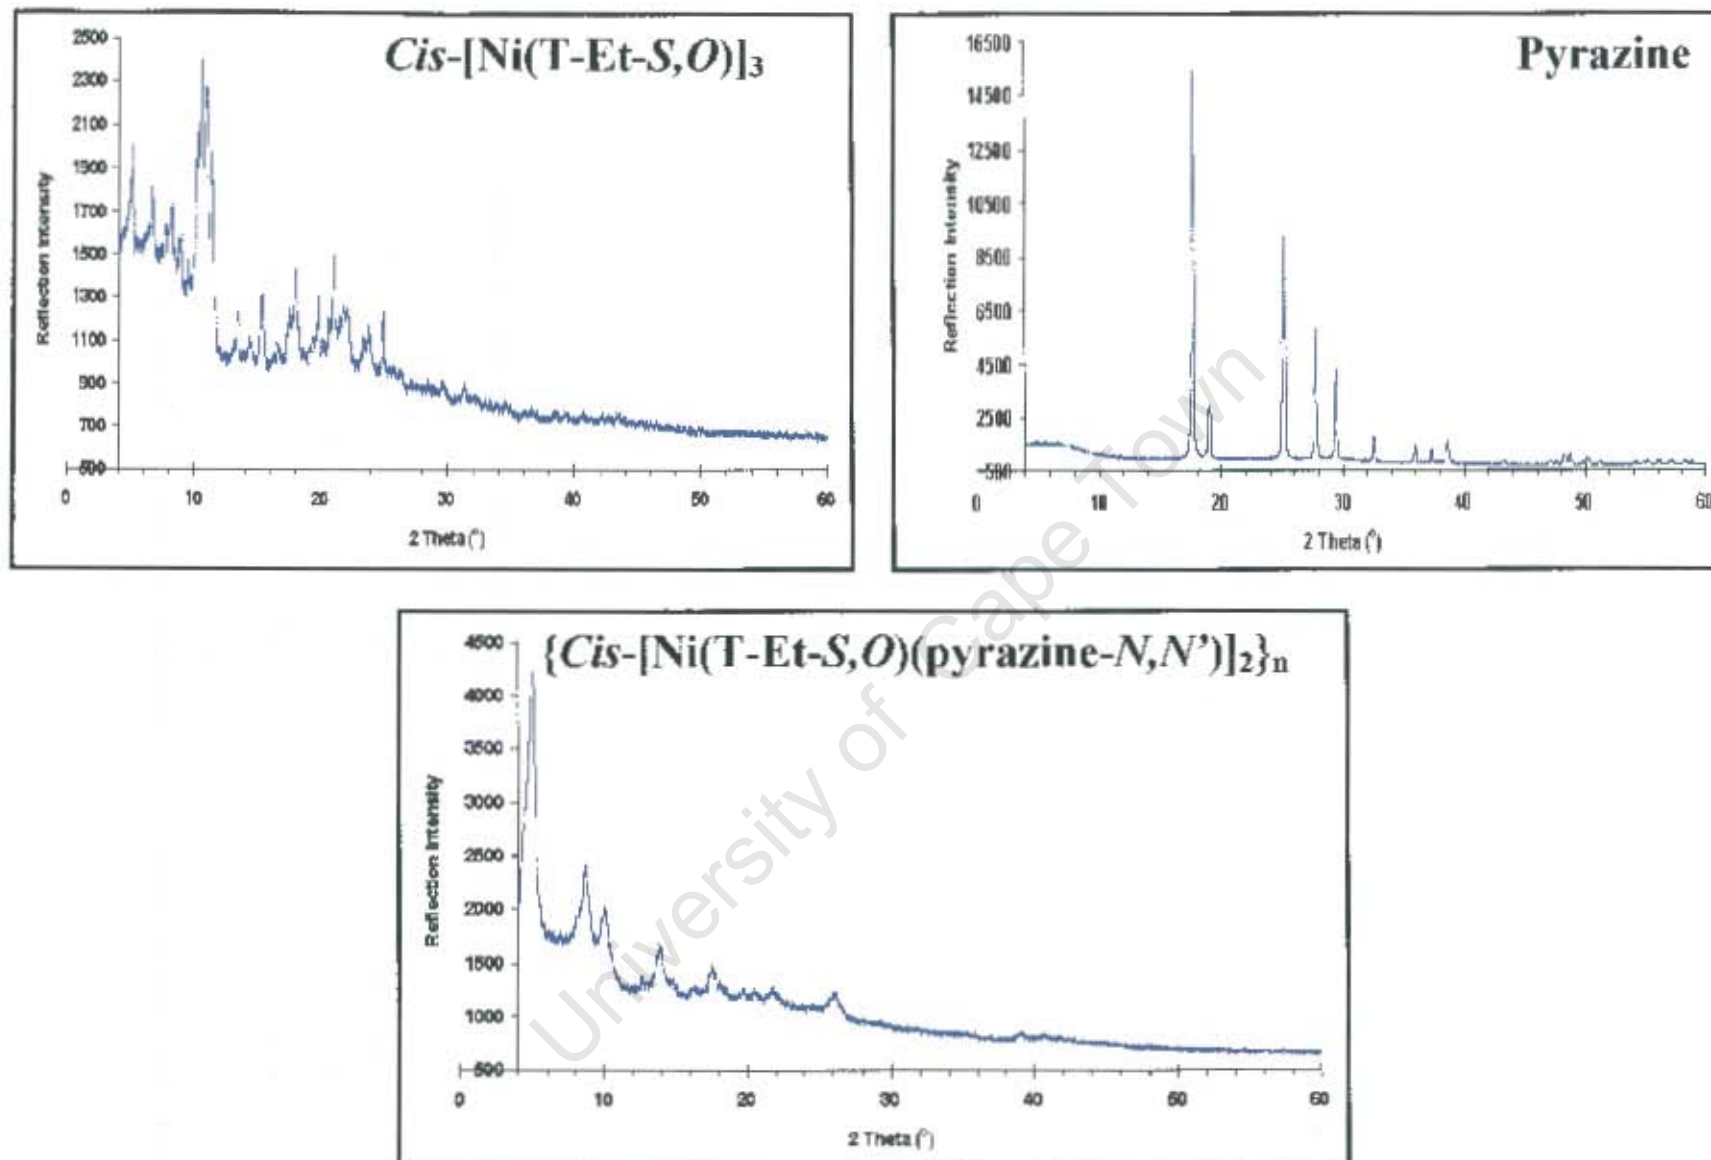 Cis-[Ni(T-Et-S,O)]3
2500
2300
2100
1900
1700
1500
1300
1100
900
700
500
Reflection Intensity
0 10 20 30 40 50 60
2 Theta (°)
Pyrazine
16500
14500
12500
10500
8500
6500
4500
2500
500
Reflection Intensity
0 10 20 30 40 50 60
2 Theta (°)
{Cis-[Ni(T-Et-S,O)(pyrazine-N,N’)]2}n
4500
4000
3500
3000
2500
2000
1500
1000
500
Reflection Intensity
0 10 20 30 40 50 60
2 Theta (°)
University of Cape Town